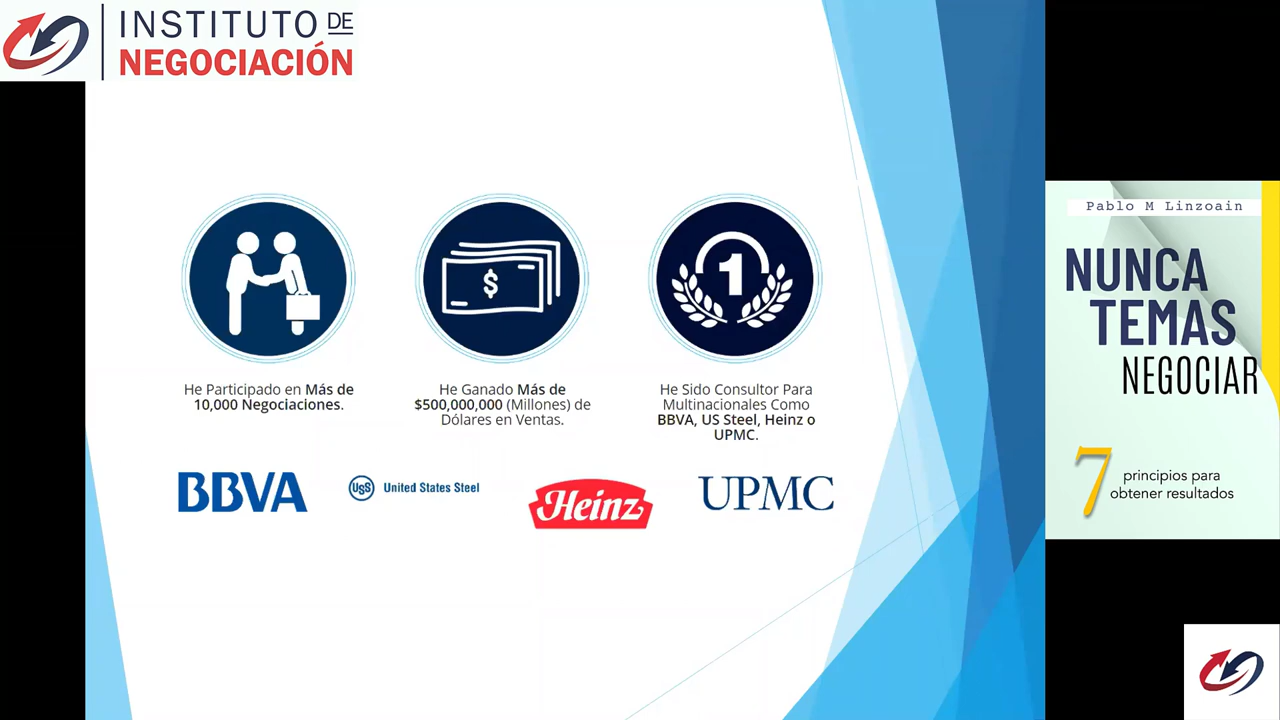 INSTITUTO DE
NEGOCIACIÓN
$
1
He Participado en Más de
10,000 Negociaciones.
He Ganado Más de
$500,000,000 (Millones) de
Dólares en Ventas.
He Sido Consultor Para
Multinacionales Como
BBVA, US Steel, Heinz o
UPMC.
BBVA
USS United States Steel
Heinz
UPMC
Pablo M Linzoain
NUNCA
TEMAS
NEGOCIAR
7 principios para
obtener resultados